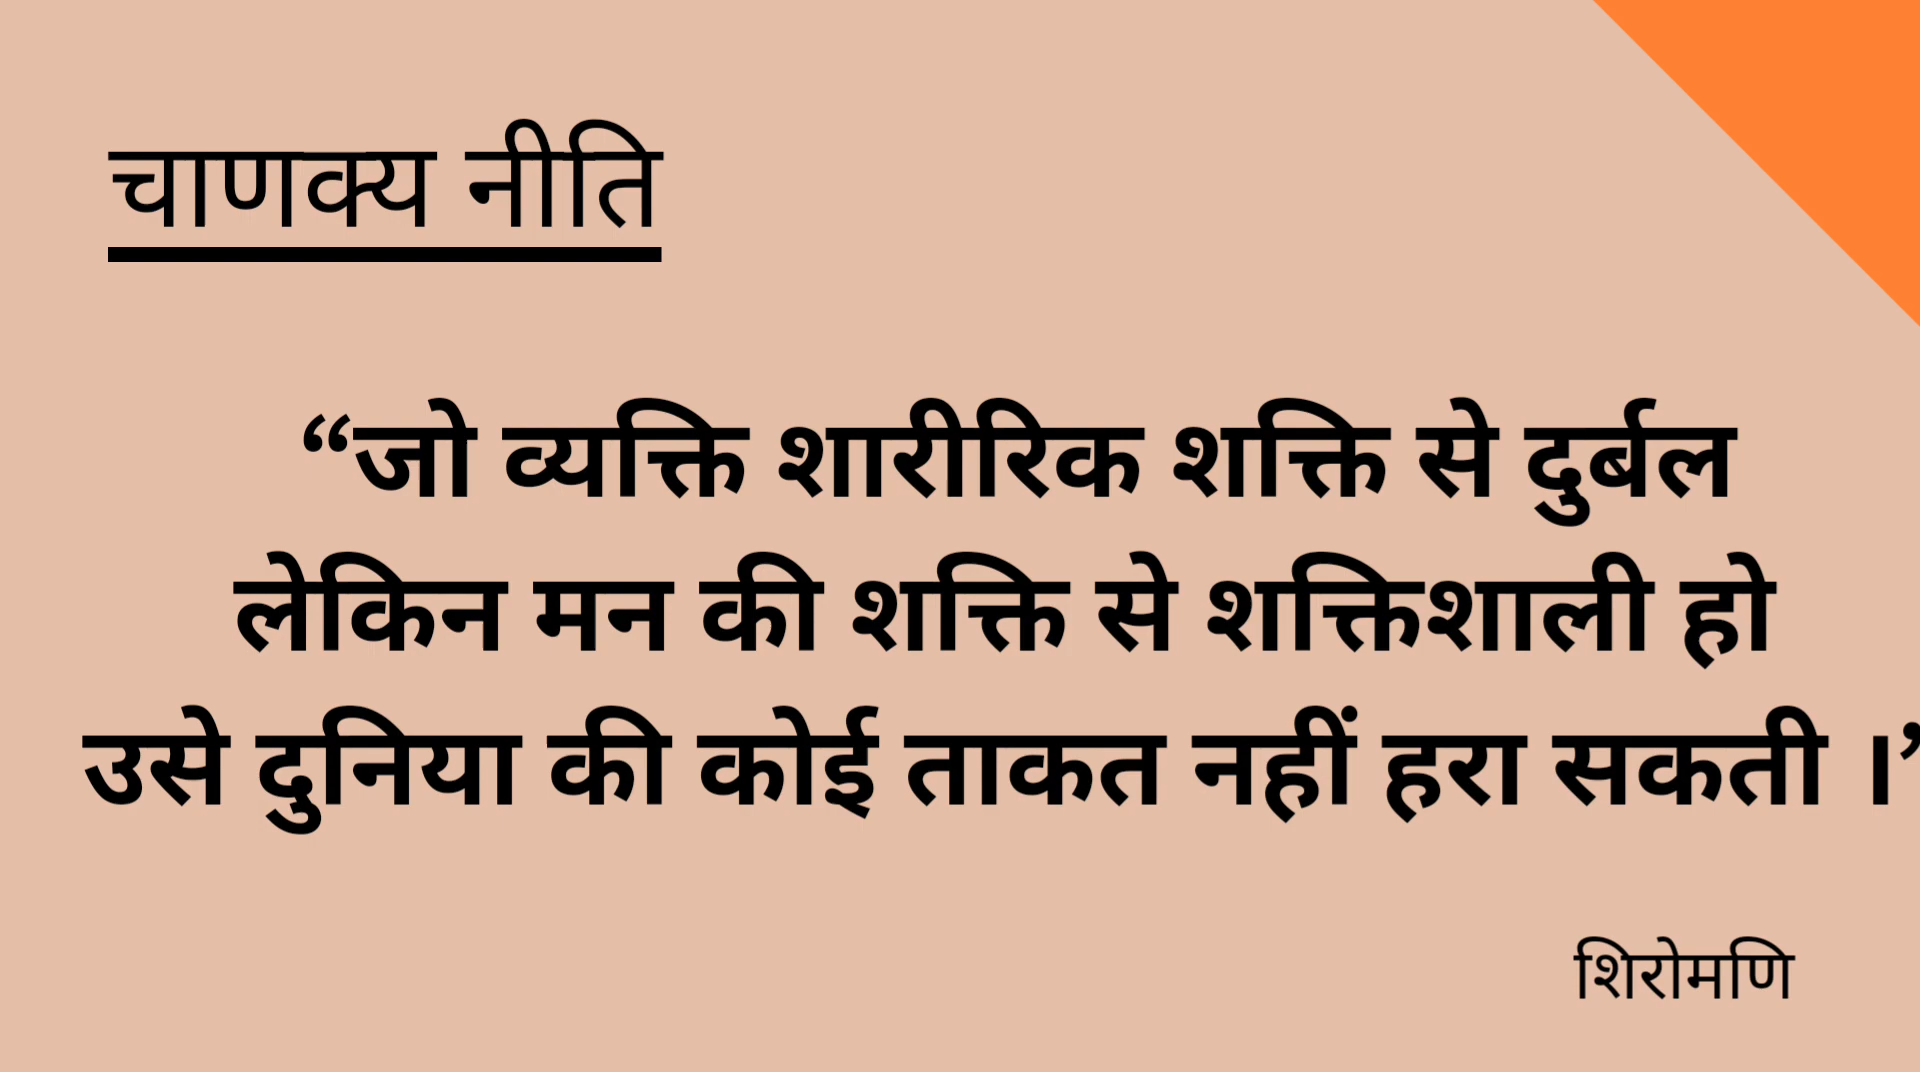 चाणक्य नीति
“जो व्यक्ति शारीरिक शक्ति से दुर्बल
लेकिन मन की शक्ति से शक्तिशाली हो
उसे दुनिया की कोई ताकत नहीं हरा सकती ।”
शिरोमणि